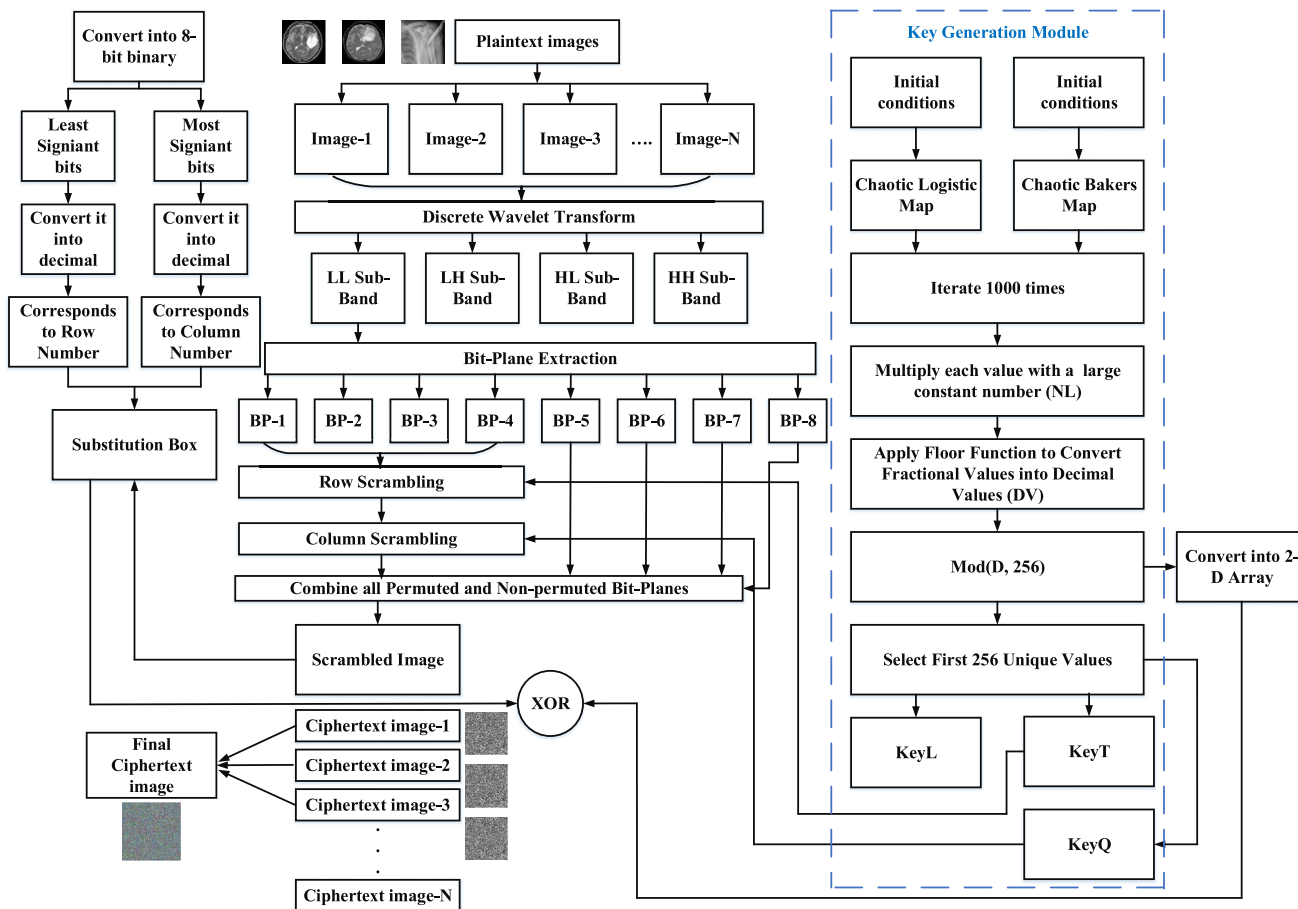 Convert into 8-
bit binary
Least
Signiant
bits
Most
Signiant
bits
Convert it
into
decimal
Convert it
into
decimal
Corresponds
to Row
Number
Corresponds
to Column
Number
Substitution Box
Plaintext images
Image-1
Image-2
Image-3
....
Image-N
Discrete Wavelet Transform
LL Sub-
Band
LH Sub-
Band
HL Sub-
Band
HH Sub-
Band
Bit-Plane Extraction
BP-1
BP-2
BP-3
BP-4
BP-5
BP-6
BP-7
BP-8
Row Scrambling
Column Scrambling
Combine all Permuted and Non-permuted Bit-Planes
Scrambled Image
XOR
Ciphertext image-1
Ciphertext image-2
Ciphertext image-3
.
.
.
Ciphertext image-N
Final
Ciphertext
image
Key Generation Module
Initial
conditions
Initial
conditions
Chaotic Logistic
Map
Chaotic Bakers
Map
Iterate 1000 times
Multiply each value with a large
constant number (NL)
Apply Floor Function to Convert
Fractional Values into Decimal
Values (DV)
Mod(D, 256)
Convert into 2-
D Array
Select First 256 Unique Values
KeyL
KeyT
KeyQ